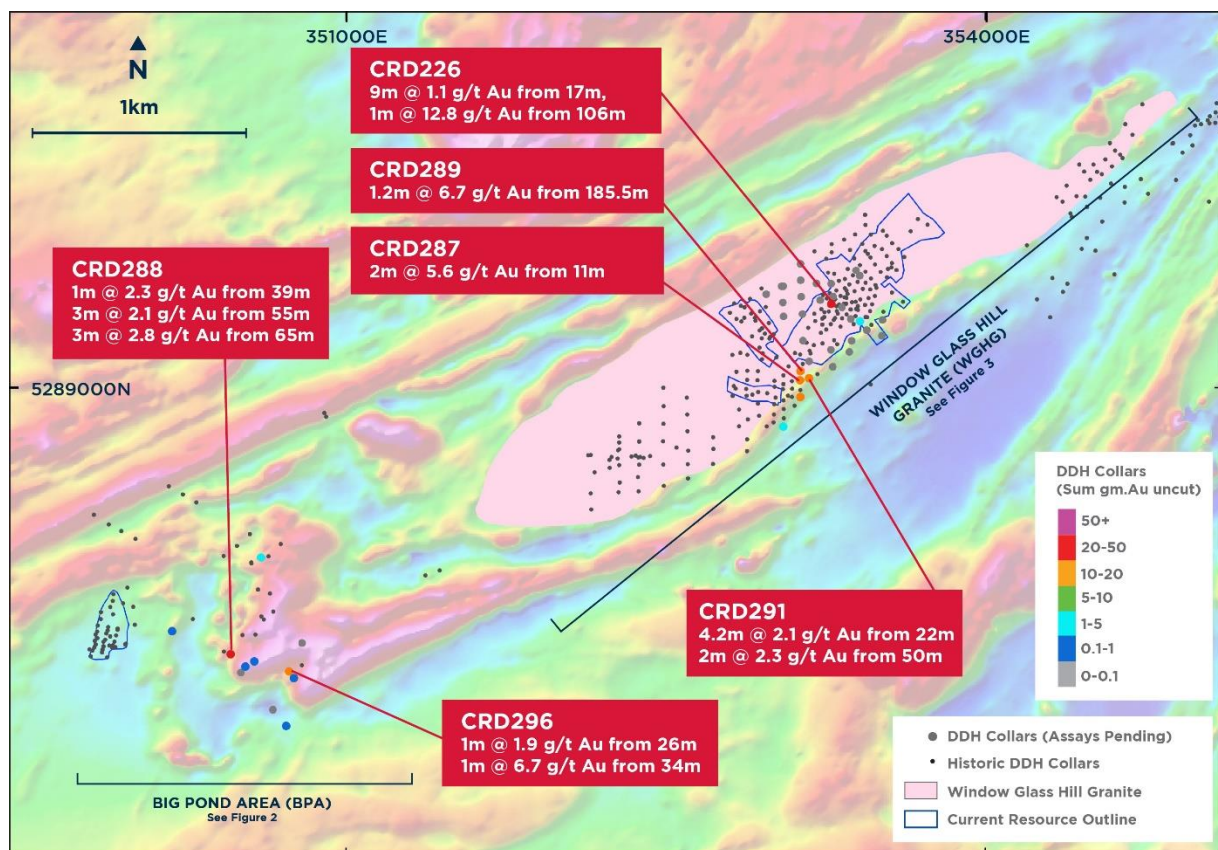 351000E
354000E
N
1km
CRD226
9m @ 1.1 g/t Au from 17m,
1m @ 12.8 g/t Au from 106m
CRD289
1.2m @ 6.7 g/t Au from 185.5m
CRD287
2m @ 5.6 g/t Au from 11m
CRD288
1m @ 2.3 g/t Au from 39m
3m @ 2.1 g/t Au from 55m
3m @ 2.8 g/t Au from 65m
5289000N
WINDOW GLASS HILL
GRANITE (WGHG)
See Figure 3
CRD291
4.2m @ 2.1 g/t Au from 22m
2m @ 2.3 g/t Au from 50m
CRD296
1m @ 1.9 g/t Au from 26m
1m @ 6.7 g/t Au from 34m
BIG POND AREA (BPA)
See Figure 2
DDH Collars
(Sum gm.Au uncut)
50+
20-50
10-20
5-10
1-5
0.1-1
0-0.1
DDH Collars (Assays Pending)
Historic DDH Collars
Window Glass Hill Granite
Current Resource Outline